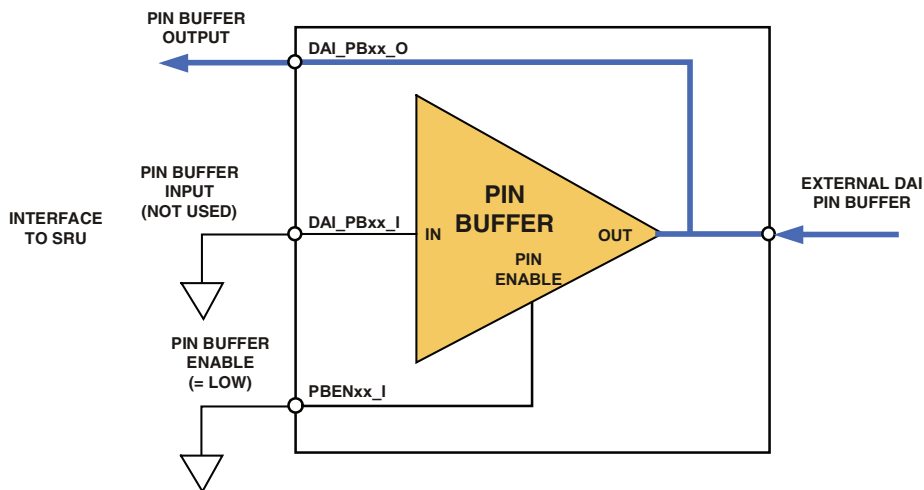 PIN BUFFER
OUTPUT
DAI_PBxx_O
PIN BUFFER
INPUT
(NOT USED)
INTERFACE
TO SRU
DAI_PBxx_I
IN
PIN
BUFFER
OUT
PIN
ENABLE
EXTERNAL DAI
PIN BUFFER
PIN BUFFER
ENABLE
(= LOW)
PBENxx_I